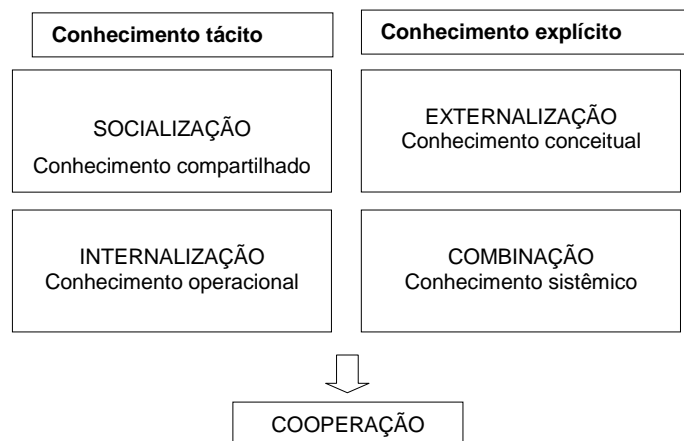 Conhecimento tácito
Conhecimento explícito
SOCIALIZAÇÃO
Conhecimento compartilhado
EXTERNALIZAÇÃO
Conhecimento conceitual
INTERNALIZAÇÃO
Conhecimento operacional
COMBINAÇÃO
Conhecimento sistêmico
COOPERAÇÃO